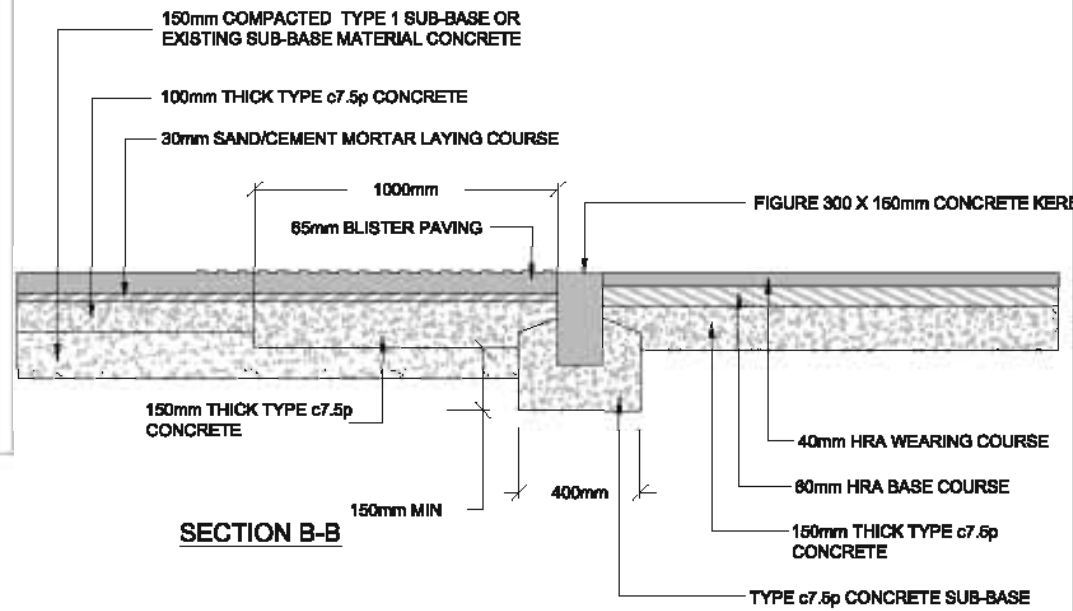 150mm COMPACTED TYPE 1 SUB-BASE OR
EXISTING SUB-BASE MATERIAL CONCRETE
100mm THICK TYPE c7.5p CONCRETE
30mm SAND/CEMENT MORTAR LAYING COURSE
1000mm
FIGURE 300 X 150mm CONCRETE KERB
65mm BLISTER PAVING
150mm THICK TYPE c7.5p
CONCRETE
40mm HRA WEARING COURSE
400mm
60mm HRA BASE COURSE
150mm MIN
SECTION B-B
150mm THICK TYPE c7.5p
CONCRETE
TYPE c7.5p CONCRETE SUB-BASE